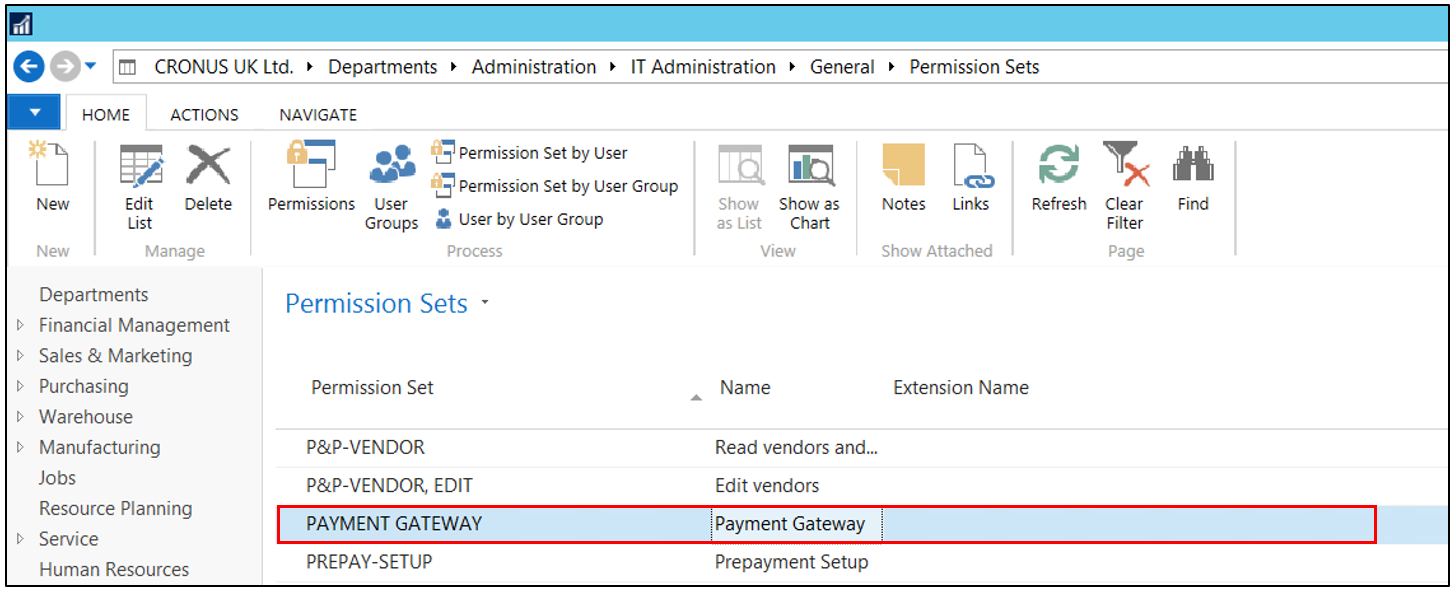 CRONUS UK Ltd. Departments Administration IT Administration General Permission Sets
HOME ACTIONS NAVIGATE
New
New
Edit
List
Delete
Manage
Permissions
User
Groups
Permission Set by User
Permission Set by User Group
User by User Group
Process
Show
as List
Show as
Chart
View
Notes
Links
Show Attached
Refresh
Clear
Filter
Find
Page
Departments
Financial Management
Sales & Marketing
Purchasing
Warehouse
Manufacturing
Jobs
Resource Planning
Service
Human Resources
Permission Sets
Permission Set Name Extension Name
P&P-VENDOR Read vendors and...
P&P-VENDOR, EDIT Edit vendors
PAYMENT GATEWAY Payment Gateway
PREPAY-SETUP Prepayment Setup